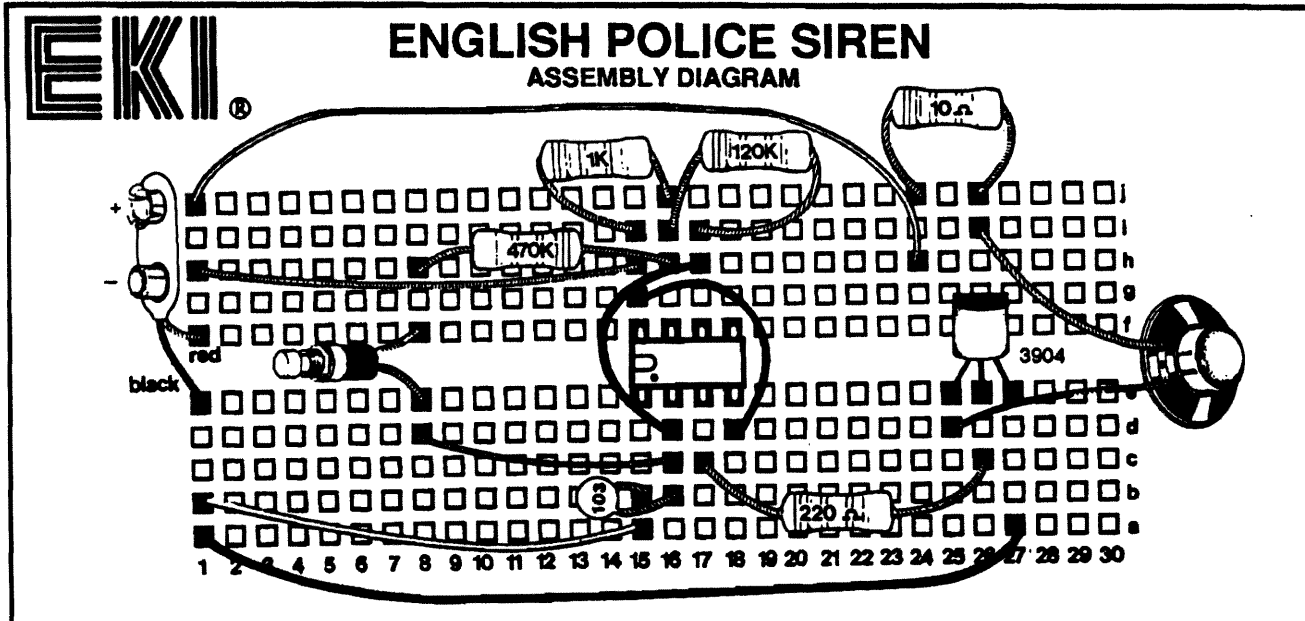 EKI®
ENGLISH POLICE SIREN
ASSEMBLY DIAGRAM
10Ω
1K
120K
+
j
i
470K
h
−
g
f
red
3904
black
e
d
c
103
b
220 Ω
a
1 2 3 4 5 6 7 8 9 10 11 12 13 14 15 16 17 18 19 20 21 22 23 24 25 26 27 28 29 30